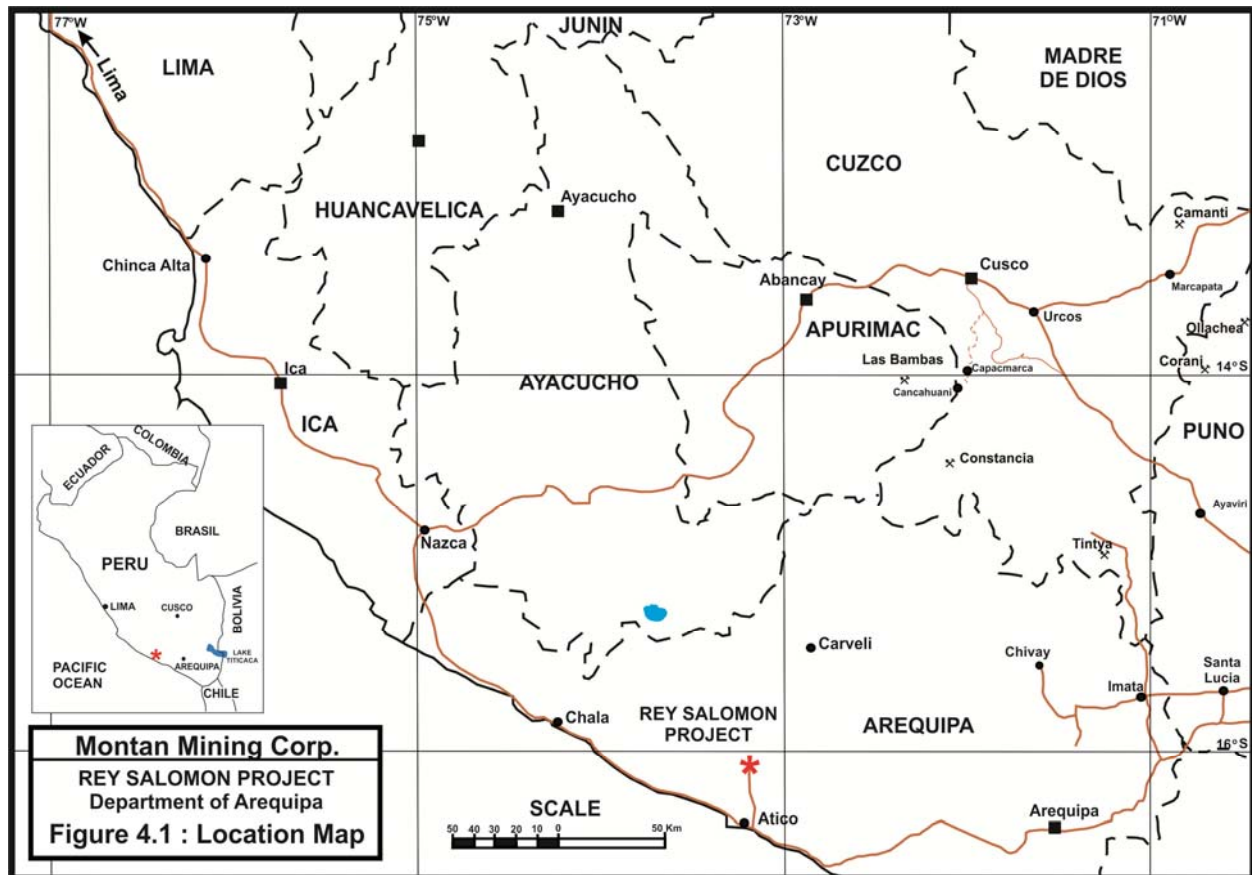 77°W
75°W
73°W
71°W
JUNIN
LIMA
Lima
MADRE
DE DIOS
CUZCO
HUANCAVELICA
Ayacucho
Camanti
Chinca Alta
Abancay
Cusco
Marcapata
Urcos
APURIMAC
Ollachea
Las Bambas
Capacmarca
Corani
14°S
Ica
AYACUCHO
Cancahuani
ICA
PUNO
Constancia
Ayaviri
Nazca
Tintya
Carveli
Chivay
Santa
Lucia
Imata
Chala
REY SALOMON
PROJECT
AREQUIPA
16°S
SCALE
50 40 30 20 10 0 50 Km
Atico
Arequipa
COLOMBIA
ECUADOR
BRASIL
PERU
LIMA
CUSCO
BOLIVIA
AREQUIPA
LAKE
TITICACA
PACIFIC
OCEAN
CHILE
Montan Mining Corp.
REY SALOMON PROJECT
Department of Arequipa
Figure 4.1 : Location Map